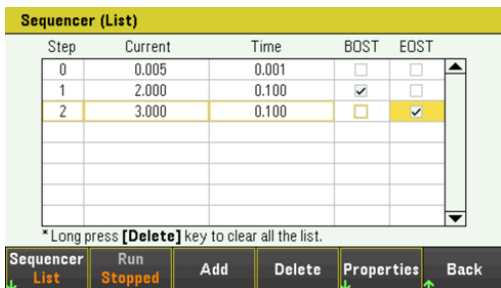 Sequencer (List)
Step Current Time BOST EOST
0 0.005 0.001
1 2.000 0.100
2 3.000 0.100
*Long press [Delete] key to clear all the list.
Sequencer Run Add Delete Properties Back
List Stopped